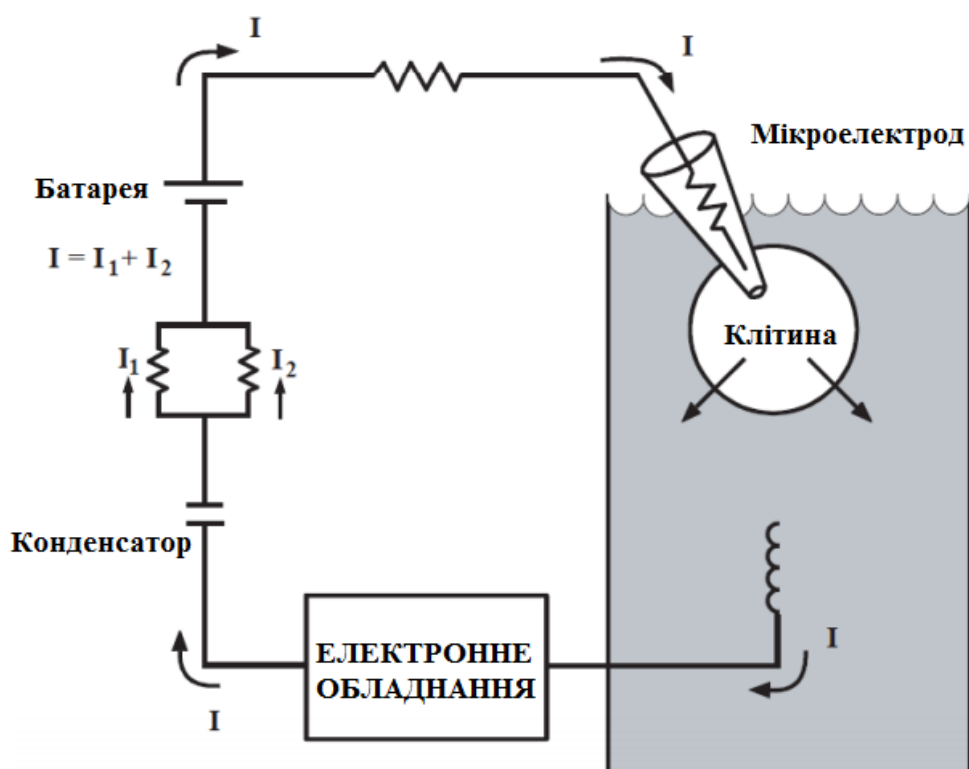 I
I
Мікроелектрод
Батарея
I = I₁+ I₂
I₁
I₂
Клітина
Конденсатор
ЕЛЕКТРОННЕ
ОБЛАДНАННЯ
I
I